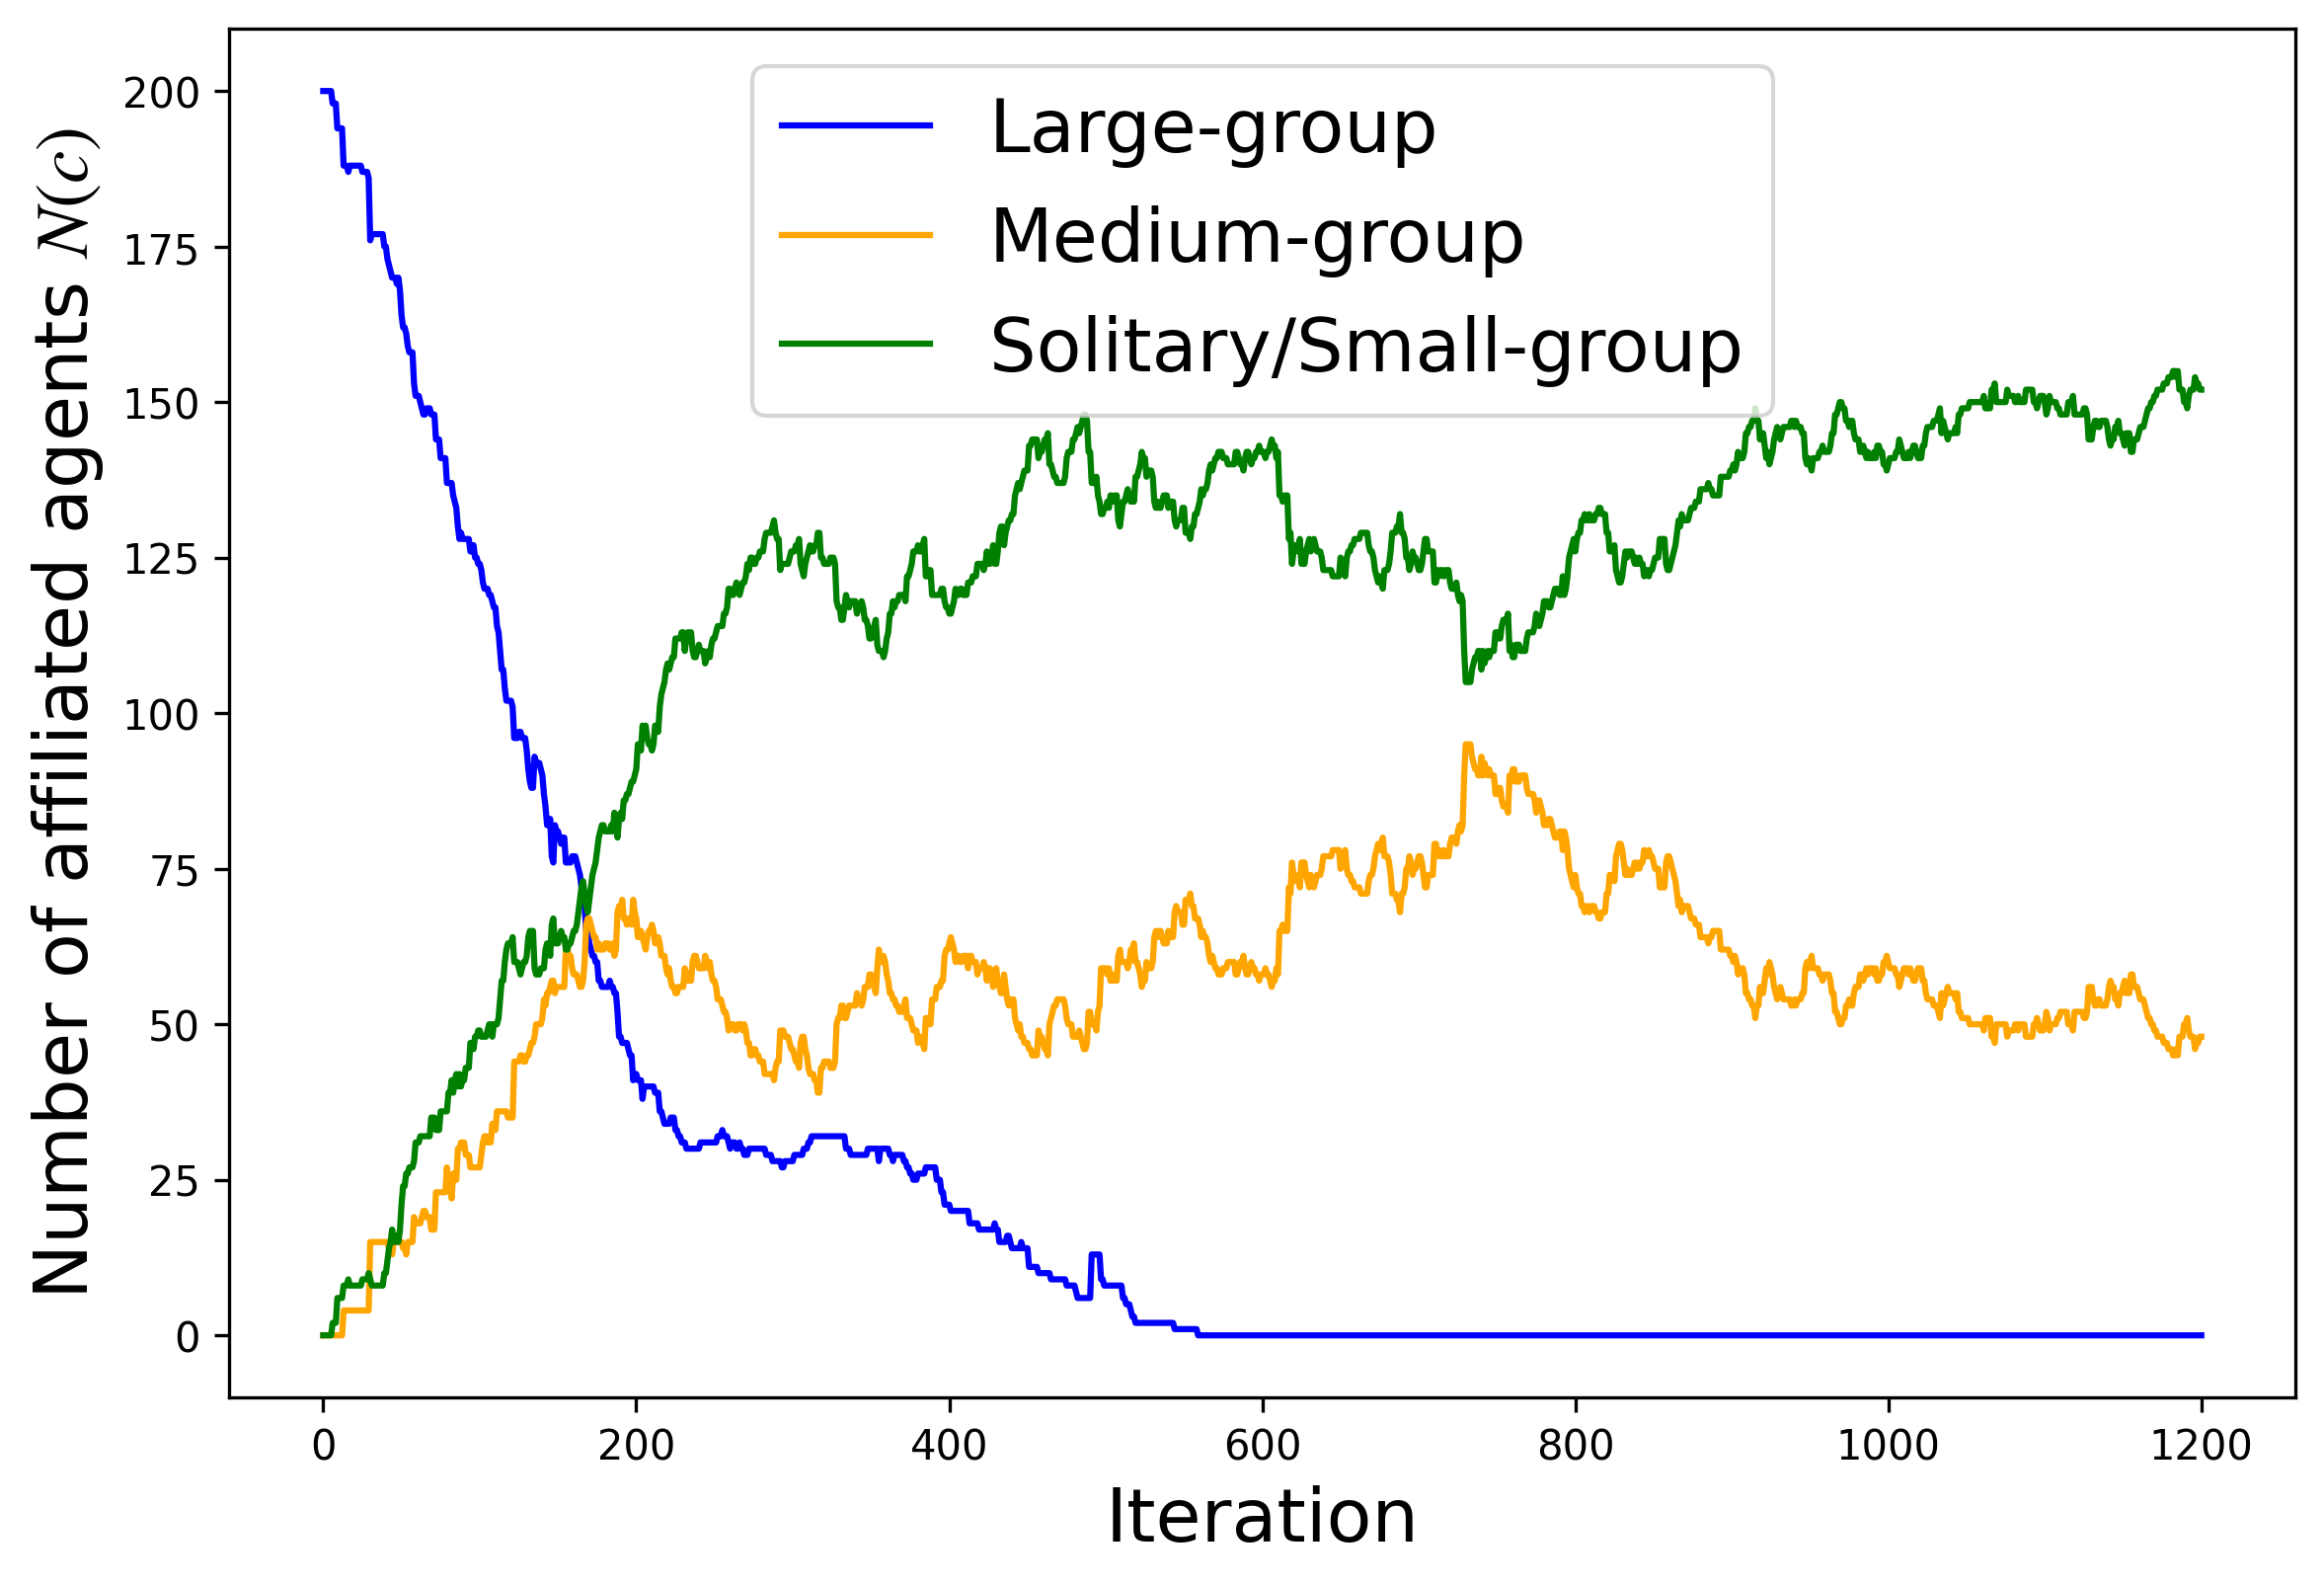 Number of affiliated agents N(c)
200
175
150
125
100
75
50
25
0
Large-group
Medium-group
Solitary/Small-group
0 200 400 600 800 1000 1200
Iteration